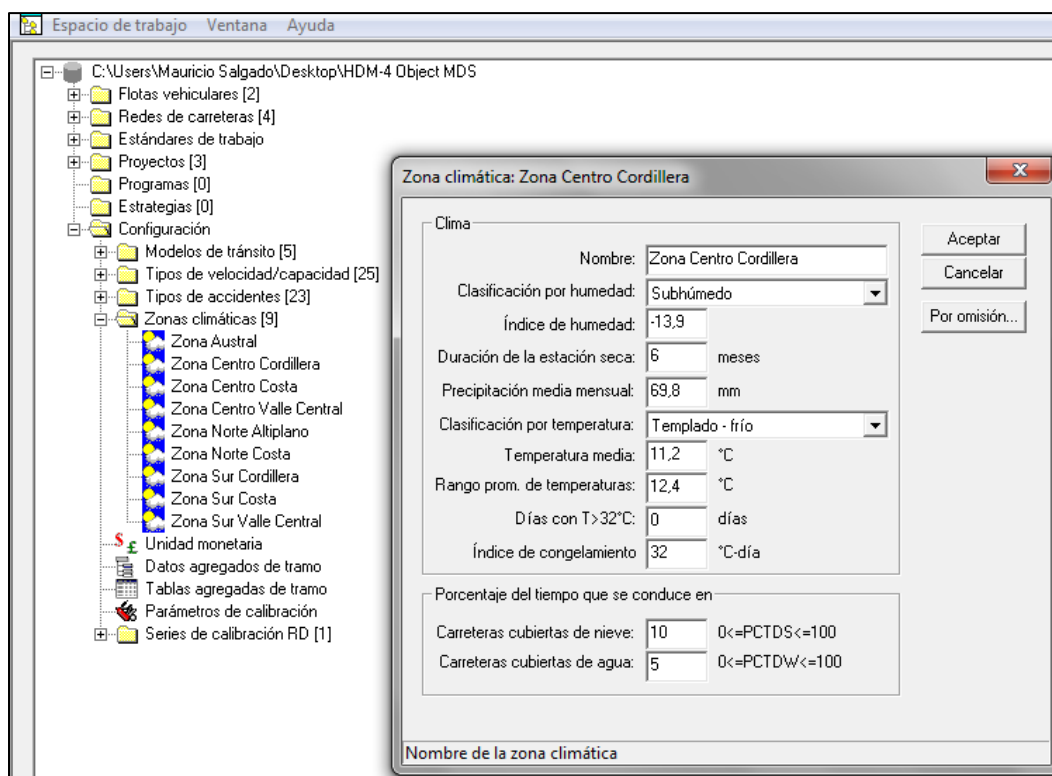 Espacio de trabajo Ventana Ayuda
C:\Users\Mauricio Salgado\Desktop\HDM-4 Object MDS
Flotas vehiculares [2]
Redes de carreteras [4]
Estándares de trabajo
Proyectos [3]
Programas [0]
Estrategias [0]
Configuración
Modelos de tránsito [5]
Tipos de velocidad/capacidad [25]
Tipos de accidentes [23]
Zonas climáticas [9]
Zona Austral
Zona Centro Cordillera
Zona Centro Costa
Zona Centro Valle Central
Zona Norte Altiplano
Zona Norte Costa
Zona Sur Cordillera
Zona Sur Costa
Zona Sur Valle Central
Unidad monetaria
Datos agregados de tramo
Tablas agregadas de tramo
Parámetros de calibración
Series de calibración RD [1]
Zona climática: Zona Centro Cordillera
Clima
Nombre: Zona Centro Cordillera
Clasificación por humedad: Subhúmedo
Índice de humedad: -13,9
Duración de la estación seca: 6 meses
Precipitación media mensual: 69,8 mm
Clasificación por temperatura: Templado - frío
Temperatura media: 11,2 °C
Rango prom. de temperaturas: 12,4 °C
Días con T>32°C: 0 días
Índice de congelamiento 32 °C-día
Porcentaje del tiempo que se conduce en
Carreteras cubiertas de nieve: 10 0<=PCTDS<=100
Carreteras cubiertas de agua: 5 0<=PCTDW<=100
Aceptar
Cancelar
Por omisión...
Nombre de la zona climática